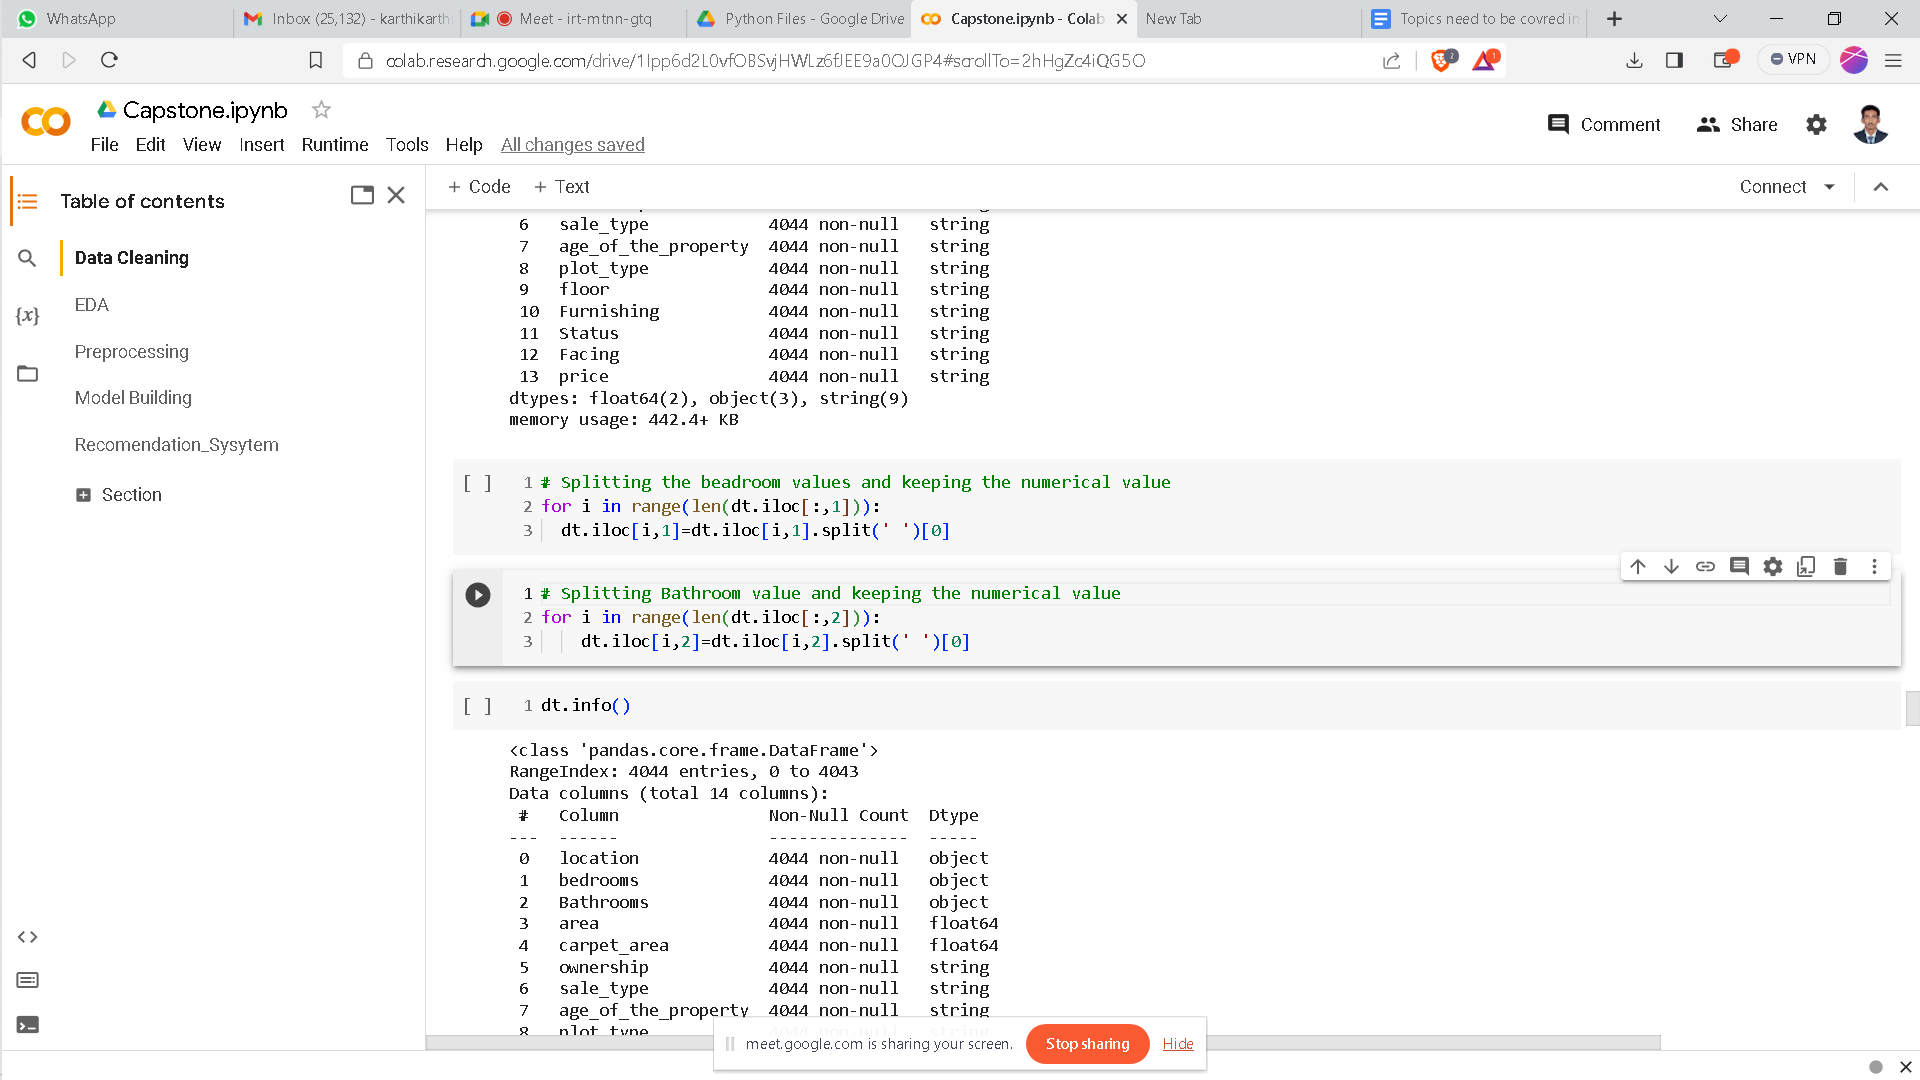 WhatsApp
Inbox (25,132) - karthikarthi
Meet - irt-mtnn-gtq
Python Files - Google Drive
Capstone.ipynb - Colab
New Tab
Topics need to be covred in
colab.research.google.com/drive/1Ipp6d2L0vfOBSvjHWLz6fJEE9a0OJGP4#scrollTo=2hHgZc4iQG5O
2
1
VPN
Capstone.ipynb
File Edit View Insert Runtime Tools Help All changes saved
Comment
Share
Table of contents
Data Cleaning
EDA
Preprocessing
Model Building
Recomendation_Sysytem
Section
{x}
+ Code + Text
Connect
6 sale_type 4044 non-null string
7 age_of_the_property 4044 non-null string
8 plot_type 4044 non-null string
9 floor 4044 non-null string
10 Furnishing 4044 non-null string
11 Status 4044 non-null string
12 Facing 4044 non-null string
13 price 4044 non-null string
dtypes: float64(2), object(3), string(9)
memory usage: 442.4+ KB
[ ] 1 # Splitting the beadroom values and keeping the numerical value
2 for i in range(len(dt.iloc[:,1])):
3 dt.iloc[i,1]=dt.iloc[i,1].split(' ')[0]
1 # Splitting Bathroom value and keeping the numerical value
2 for i in range(len(dt.iloc[:,2])):
3 dt.iloc[i,2]=dt.iloc[i,2].split(' ')[0]
[ ] 1 dt.info()
<class 'pandas.core.frame.DataFrame'>
RangeIndex: 4044 entries, 0 to 4043
Data columns (total 14 columns):
# Column Non-Null Count Dtype
--- ------ -------------- -----
0 location 4044 non-null object
1 bedrooms 4044 non-null object
2 Bathrooms 4044 non-null object
3 area 4044 non-null float64
4 carpet_area 4044 non-null float64
5 ownership 4044 non-null string
6 sale_type 4044 non-null string
7 age_of_the_property 4044 non-null string
8 plot_type 4044 non-null string
meet.google.com is sharing your screen.
Stop sharing
Hide